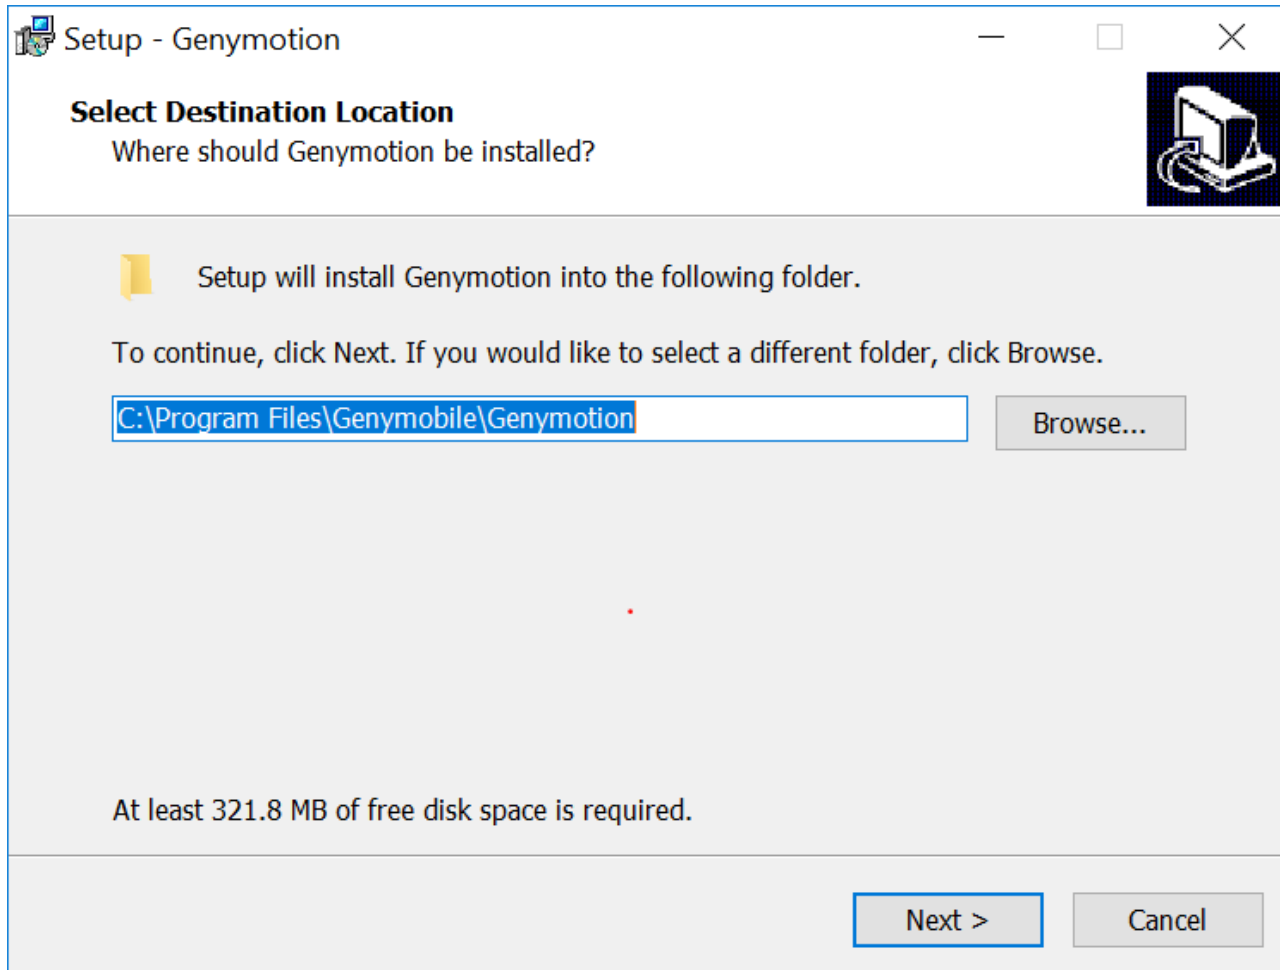 Setup - Genymotion
Select Destination Location
Where should Genymotion be installed?
Setup will install Genymotion into the following folder.
To continue, click Next. If you would like to select a different folder, click Browse.
C:\Program Files\Genymobile\Genymotion
Browse...
At least 321.8 MB of free disk space is required.
Next >
Cancel